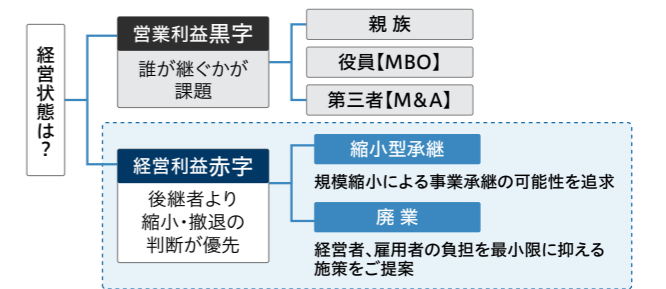 経営状態は？
営業利益黒字
誰が継ぐかが
課題
親 族
役員【MBO】
第三者【M&A】
経営利益赤字
後継者より
縮小・撤退の
判断が優先
縮小型承継
規模縮小による事業承継の可能性を追求
廃 業
経営者、雇用者の負担を最小限に抑える
施策をご提案